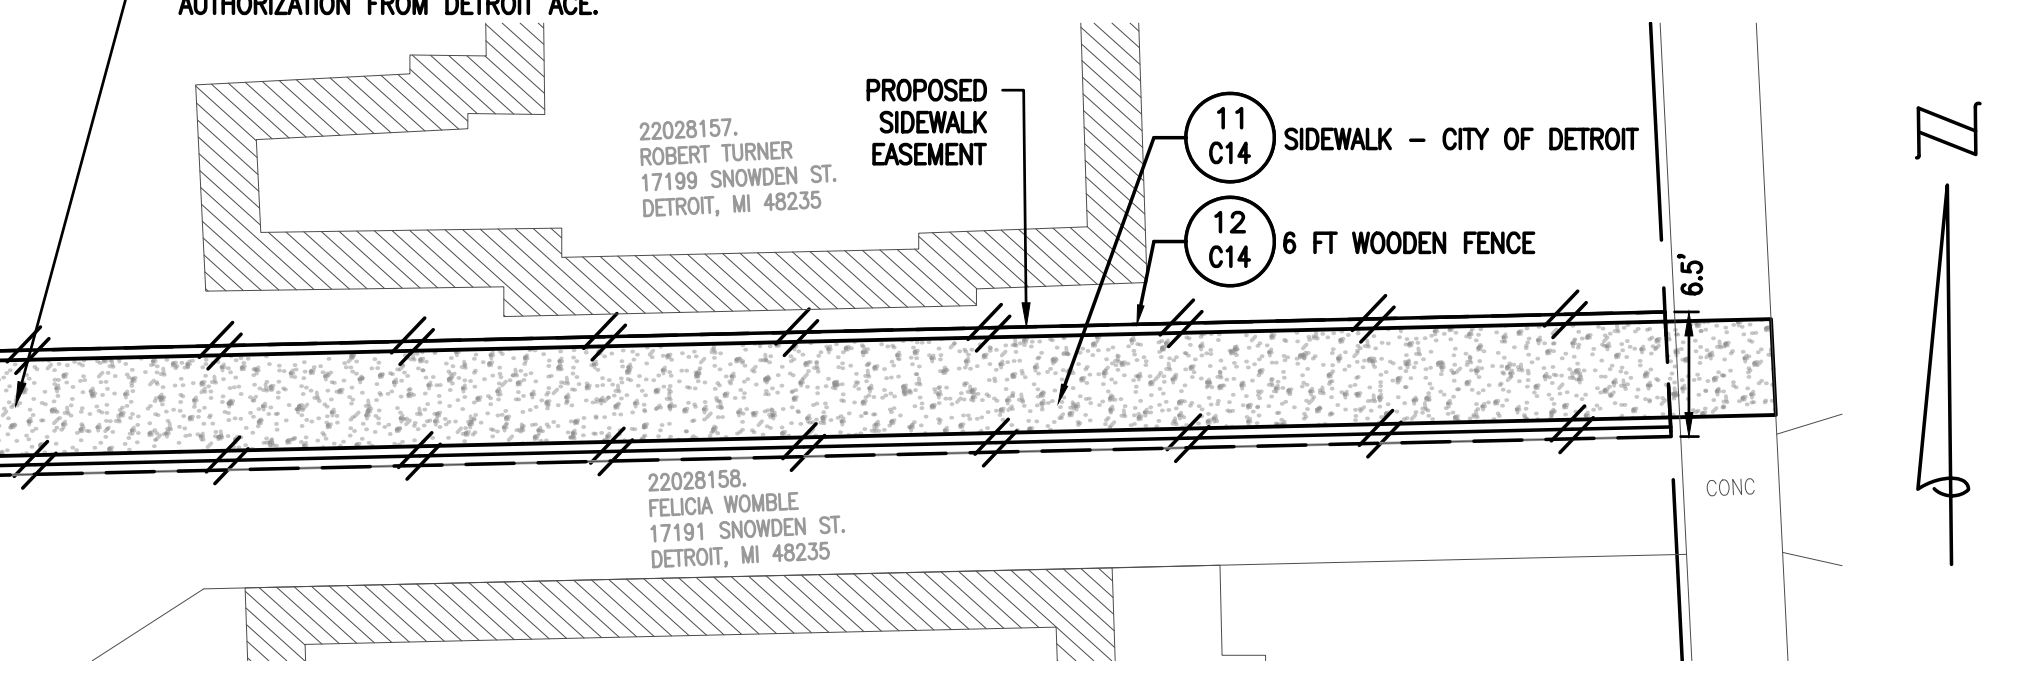 AUTHORIZATION FROM DETROIT ACE.
PROPOSED
SIDEWALK
EASEMENT
22028157.
ROBERT TURNER
17199 SNOWDEN ST.
DETROIT, MI 48235
11
C14
SIDEWALK – CITY OF DETROIT
12
C14
6 FT WOODEN FENCE
6.5'
N
22028158.
FELICIA WOMBLE
17191 SNOWDEN ST.
DETROIT, MI 48235
CONC